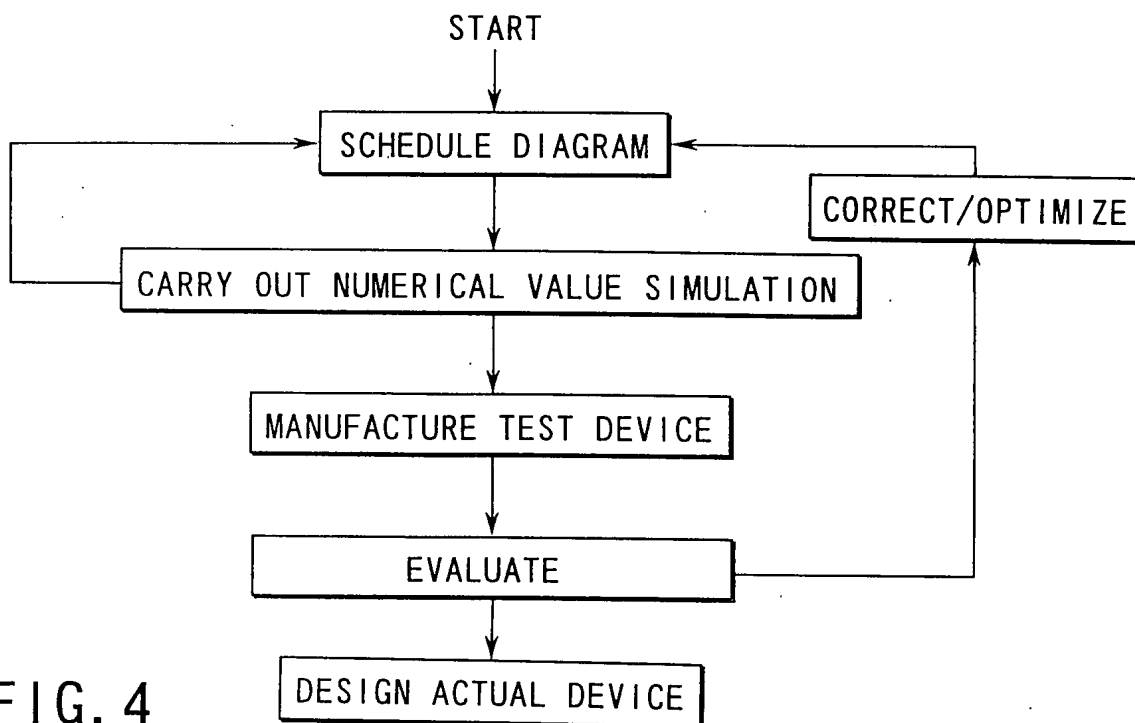 START
SCHEDULE DIAGRAM
CORRECT/OPTIMIZE
CARRY OUT NUMERICAL VALUE SIMULATION
MANUFACTURE TEST DEVICE
EVALUATE
DESIGN ACTUAL DEVICE
FIG. 4